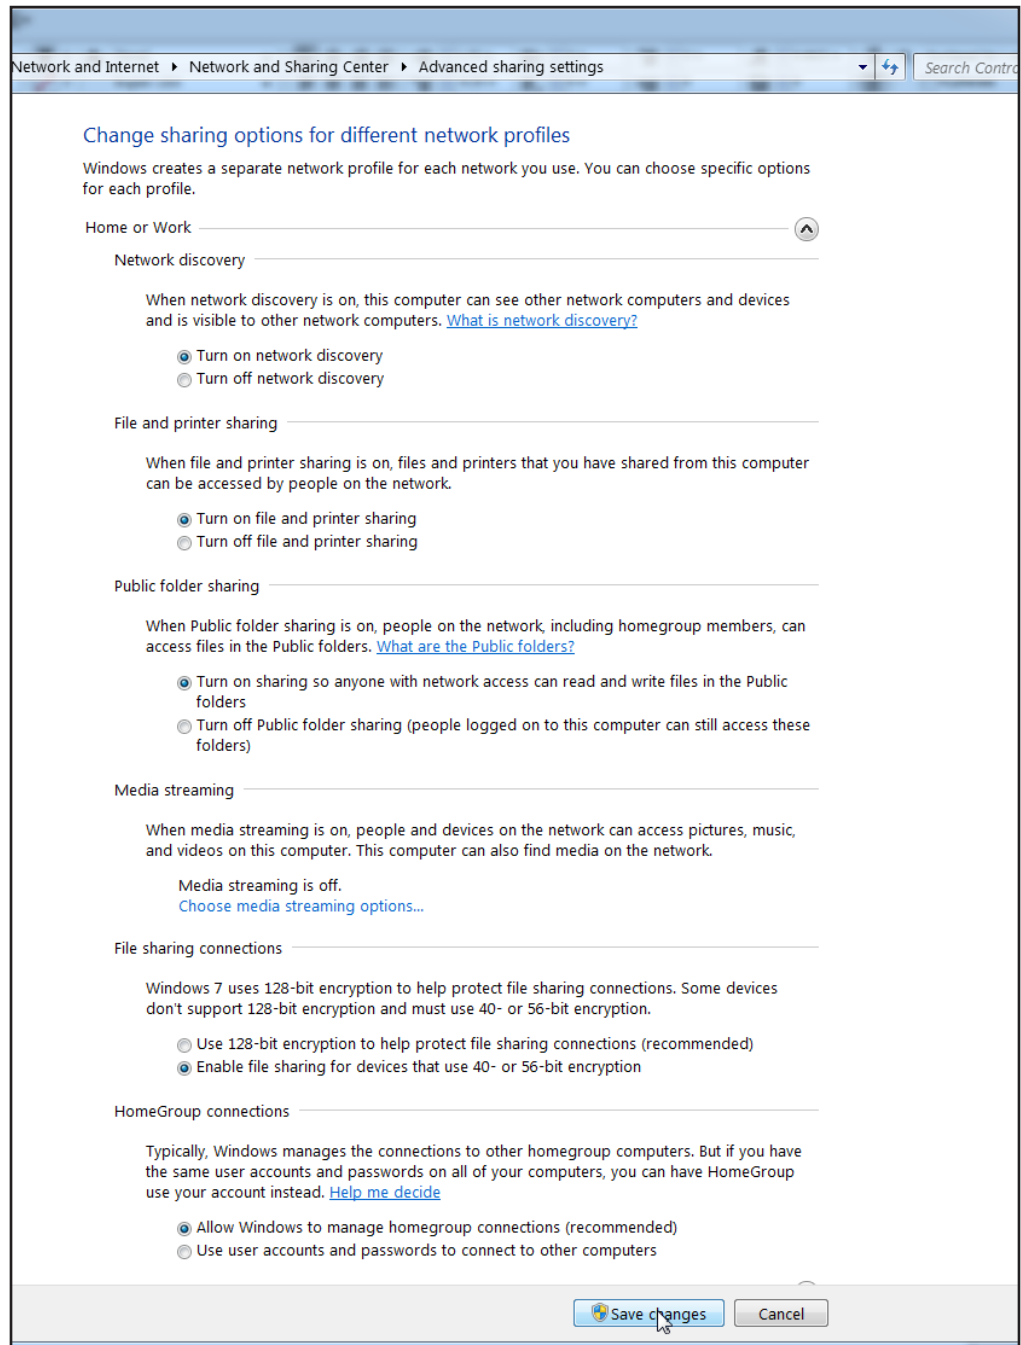 Network and Internet ▸ Network and Sharing Center ▸ Advanced sharing settings
Search Contro
Change sharing options for different network profiles
Windows creates a separate network profile for each network you use. You can choose specific options
for each profile.
Home or Work
Network discovery
When network discovery is on, this computer can see other network computers and devices
and is visible to other network computers. What is network discovery?
Turn on network discovery
Turn off network discovery
File and printer sharing
When file and printer sharing is on, files and printers that you have shared from this computer
can be accessed by people on the network.
Turn on file and printer sharing
Turn off file and printer sharing
Public folder sharing
When Public folder sharing is on, people on the network, including homegroup members, can
access files in the Public folders. What are the Public folders?
Turn on sharing so anyone with network access can read and write files in the Public
folders
Turn off Public folder sharing (people logged on to this computer can still access these
folders)
Media streaming
When media streaming is on, people and devices on the network can access pictures, music,
and videos on this computer. This computer can also find media on the network.
Media streaming is off.
Choose media streaming options...
File sharing connections
Windows 7 uses 128-bit encryption to help protect file sharing connections. Some devices
don't support 128-bit encryption and must use 40- or 56-bit encryption.
Use 128-bit encryption to help protect file sharing connections (recommended)
Enable file sharing for devices that use 40- or 56-bit encryption
HomeGroup connections
Typically, Windows manages the connections to other homegroup computers. But if you have
the same user accounts and passwords on all of your computers, you can have HomeGroup
use your account instead. Help me decide
Allow Windows to manage homegroup connections (recommended)
Use user accounts and passwords to connect to other computers
Save changes
Cancel